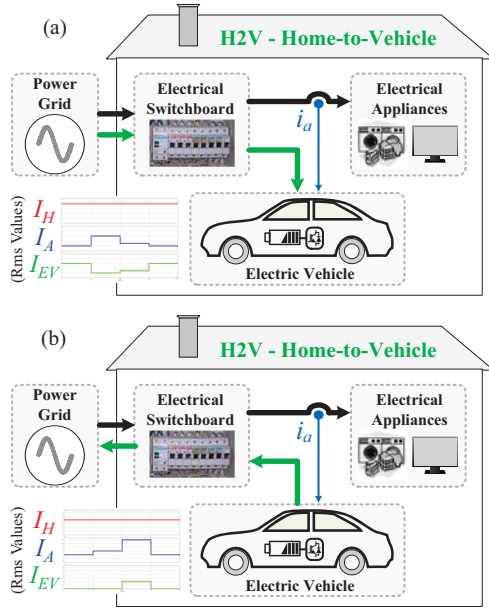 (a)
H2V - Home-to-Vehicle
Power
Grid
Electrical
Switchboard
Electrical
Appliances
i_a
I_H
I_A
I_EV
(Rms Values)
Electric Vehicle
(b)
H2V - Home-to-Vehicle
Power
Grid
Electrical
Switchboard
Electrical
Appliances
i_a
I_H
I_A
I_EV
(Rms Values)
Electric Vehicle